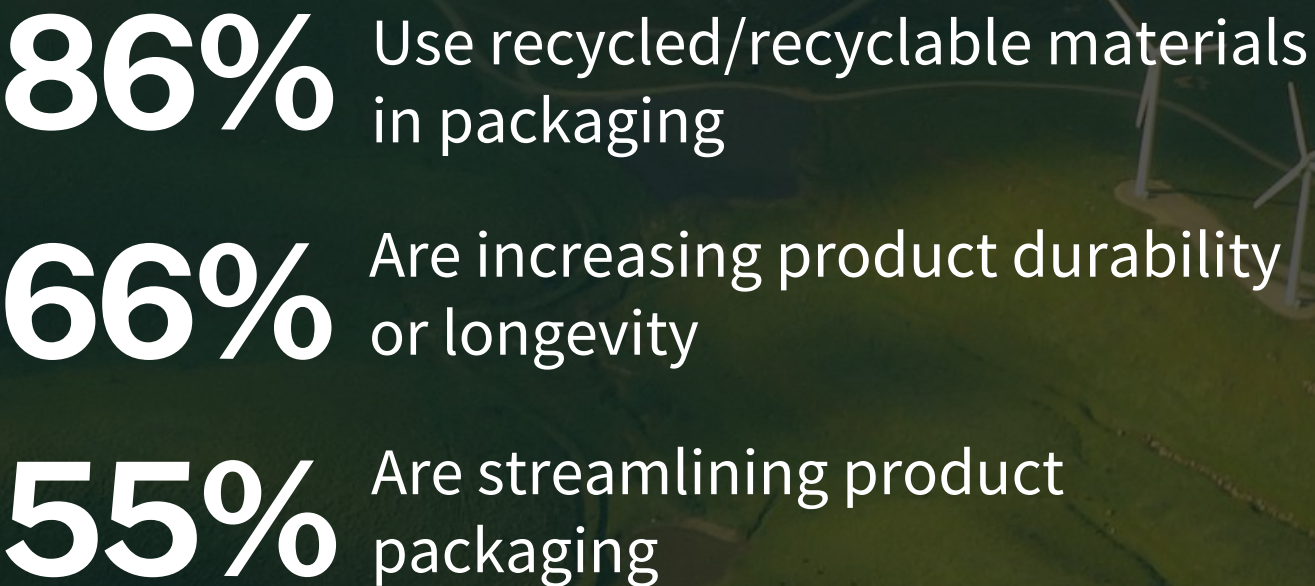 86%
Use recycled/recyclable materials
in packaging
66%
Are increasing product durability
or longevity
55%
Are streamlining product
packaging